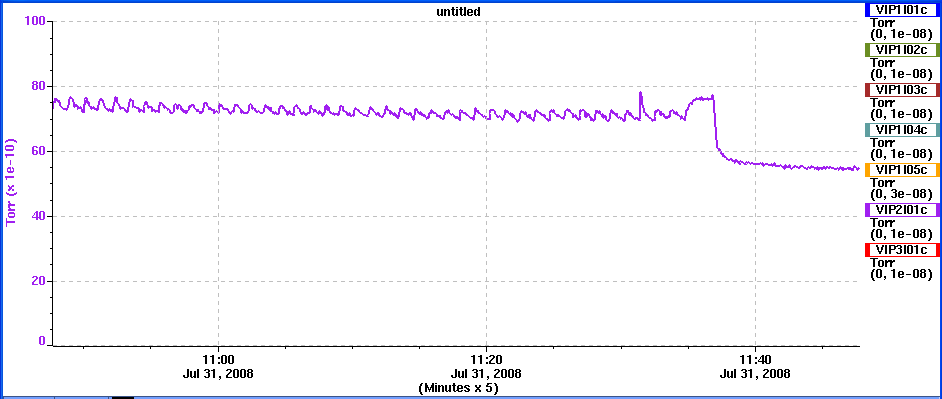 untitled
100
80
60
40
20
0
Torr (× 1e-10)
11:00
Jul 31, 2008
11:20
Jul 31, 2008
11:40
Jul 31, 2008
(Minutes x 5)
VIP1I01c
Torr
(0, 1e-08)
VIP1I02c
Torr
(0, 1e-08)
VIP1I03c
Torr
(0, 1e-08)
VIP1I04c
Torr
(0, 1e-08)
VIP1I05c
Torr
(0, 3e-08)
VIP2I01c
Torr
(0, 1e-08)
VIP3I01c
Torr
(0, 1e-08)